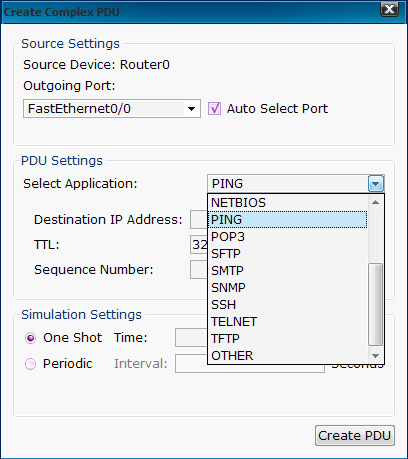 Create Complex PDU
Source Settings
Source Device: Router0
Outgoing Port:
FastEthernet0/0
Auto Select Port
PDU Settings
Select Application:
PING
NETBIOS
PING
POP3
SFTP
SMTP
SNMP
SSH
TELNET
TFTP
OTHER
Destination IP Address:
TTL:
32
Sequence Number:
Simulation Settings
One Shot
Time:
Periodic
Interval:
Seconds
Create PDU